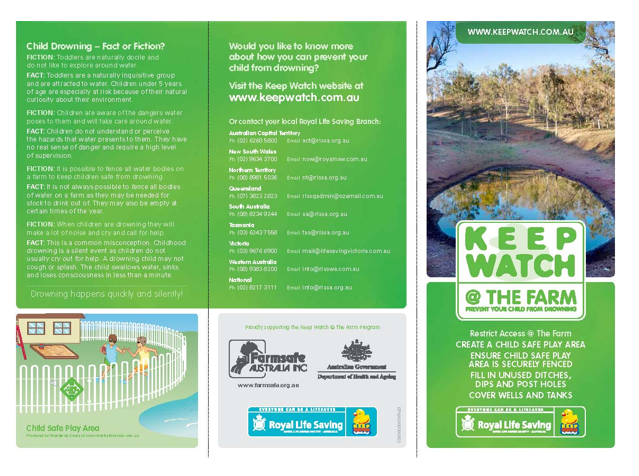 Child Drowning – Fact or Fiction?
FICTION: Toddlers are naturally docile and
do not like to explore around water.
FACT: Toddlers are a naturally inquisitive group
and are attracted to water. Children under 5 years
of age are especially at risk because of their natural
curiosity about their environment.
FICTION: Children are aware of the dangers water
poses to them and will take care around water.
FACT: Children do not understand or perceive
the hazards that water presents to them. They have
no real sense of danger and require a high level
of supervision.
FICTION: It is possible to fence all water bodies on
a farm to keep children safe from drowning.
FACT: It is not always possible to fence all bodies
of water on a farm as they may be needed for
stock to drink out of. They may also be empty at
certain times of the year.
FICTION: When children are drowning they will
make a lot of noise and cry and call for help.
FACT: This is a common misconception. Childhood
drowning is a silent event as children do not
usually cry out for help. A drowning child may not
cough or splash. The child swallows water, sinks
and loses consciousness in less than a minute.
Drowning happens quickly and silently!
Child Safe Play Area
Would you like to know more
about how you can prevent your
child from drowning?
Visit the Keep Watch website at
www.keepwatch.com.au
Or contact your local Royal Life Saving Branch:
Australian Capital Territory
Ph: (02) 6260 5800 Email: act@rlssa.org.au
New South Wales
Ph: (02) 9634 3700 Email: nsw@royalnsw.com.au
Northern Territory
Ph: (08) 8981 5036 Email: nt@rlssa.org.au
Queensland
Ph: (07) 3823 2823 Email: rlssqadmin@ozemail.com.au
South Australia
Ph: (08) 8234 9344 Email: sa@rlssa.org.au
Tasmania
Ph: (03) 6243 7558 Email: tas@rlssa.org.au
Victoria
Ph: (03) 9676 6900 Email: mail@lifesavingvictoria.com.au
Western Australia
Ph: (08) 9383 8200 Email: info@rlsswa.com.au
National
Ph: (02) 8217 3111 Email: info@rlssa.org.au
Proudly supporting the Keep Watch @ The Farm Program
Farmsafe
AUSTRALIA INC
www.farmsafe.org.au
Australian Government
Department of Health and Ageing
EVERYONE CAN BE A LIFESAVER
Royal Life Saving
WWW.KEEPWATCH.COM.AU
KEEP
WATCH
@ THE FARM
PREVENT YOUR CHILD FROM DROWNING
Restrict Access @ The Farm
CREATE A CHILD SAFE PLAY AREA
ENSURE CHILD SAFE PLAY
AREA IS SECURELY FENCED
FILL IN UNUSED DITCHES,
DIPS AND POST HOLES
COVER WELLS AND TANKS
EVERYONE CAN BE A LIFESAVER
Royal Life Saving